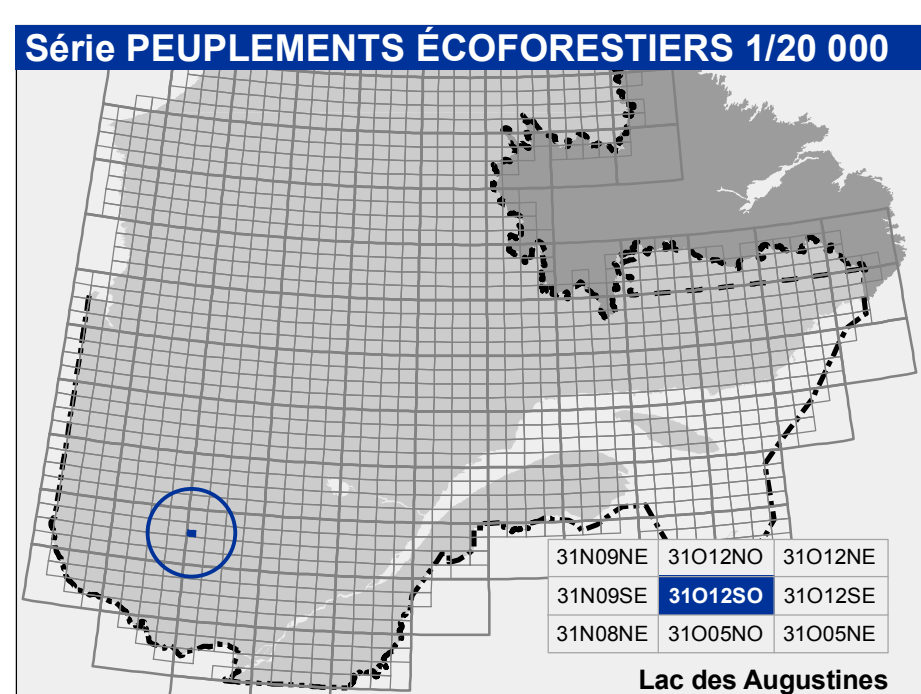 Série PEUPLEMENTS ÉCOFORESTIERS 1/20 000
31N09NE 31O12NO 31O12NE
31N09SE 31O12SO 31O12SE
31N08NE 31O05NO 31O05NE
Lac des Augustines